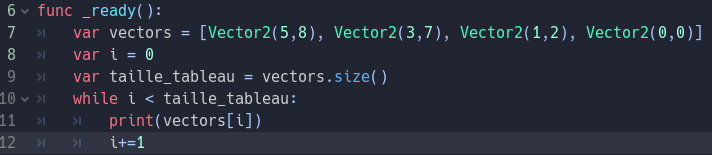 6 func _ready():
7 var vectors = [Vector2(5,8), Vector2(3,7), Vector2(1,2), Vector2(0,0)]
8 var i = 0
9 var taille_tableau = vectors.size()
10 while i < taille_tableau:
11 print(vectors[i])
12 i+=1